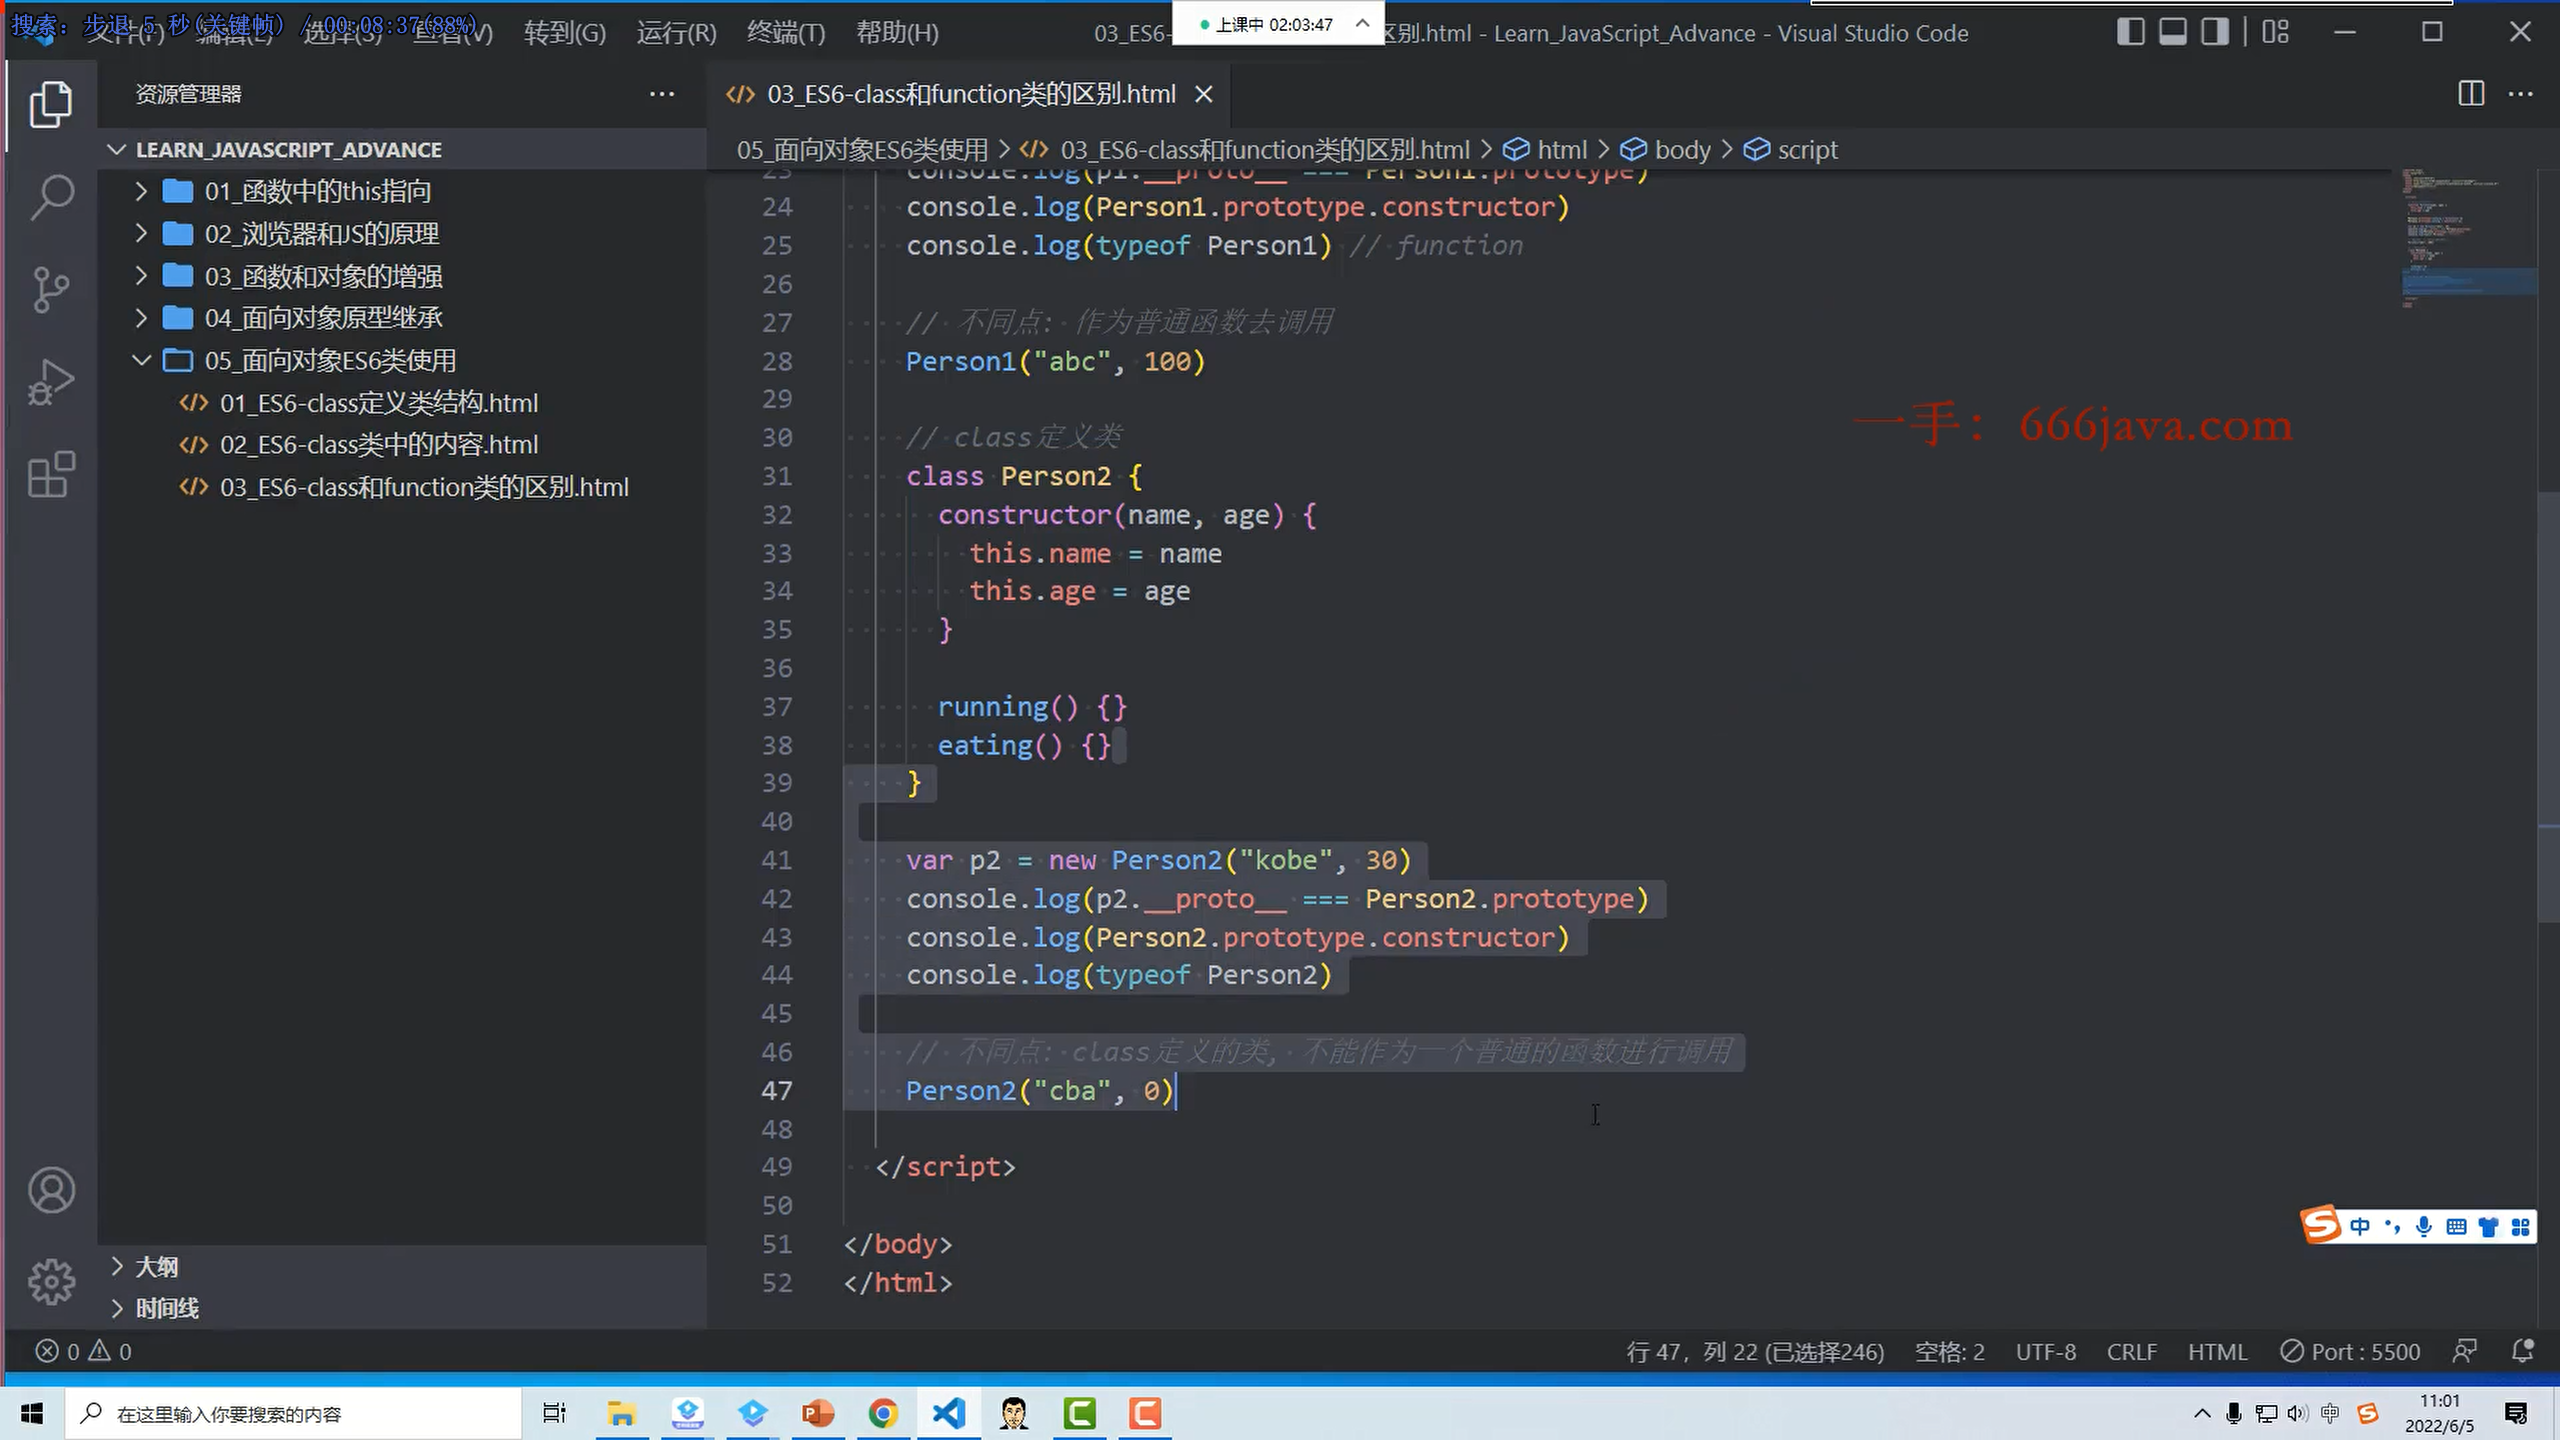 搜索: 步退 5 秒(关键帧) / 00:08:37(88%)
转到(G) 运行(R) 终端(T) 帮助(H)
03_ES6-
上课中 02:03:47
区别.html - Learn_JavaScript_Advance - Visual Studio Code
资源管理器
LEARN_JAVASCRIPT_ADVANCE
01_函数中的this指向
02_浏览器和JS的原理
03_函数和对象的增强
04_面向对象原型继承
05_面向对象ES6类使用
01_ES6-class定义类结构.html
02_ES6-class类中的内容.html
03_ES6-class和function类的区别.html
大纲
时间线
03_ES6-class和function类的区别.html
05_面向对象ES6类使用 > 03_ES6-class和function类的区别.html > html > body > script
23 console.log(p1.__proto__ === Person1.prototype)
24 console.log(Person1.prototype.constructor)
25 console.log(typeof Person1) // function
26
27 // 不同点: 作为普通函数去调用
28 Person1("abc", 100)
29
30 // class定义类
31 class Person2 {
32 constructor(name, age) {
33 this.name = name
34 this.age = age
35 }
36
37 running() {}
38 eating() {}
39 }
40
41 var p2 = new Person2("kobe", 30)
42 console.log(p2.__proto__ === Person2.prototype)
43 console.log(Person2.prototype.constructor)
44 console.log(typeof Person2)
45
46 // 不同点: class定义的类, 不能作为一个普通的函数进行调用
47 Person2("cba", 0)
48
49 </script>
50
51 </body>
52 </html>
一手：666java.com
中
0 0
行 47，列 22 (已选择246) 空格: 2 UTF-8 CRLF HTML Port : 5500
在这里输入你要搜索的内容
中
11:01
2022/6/5